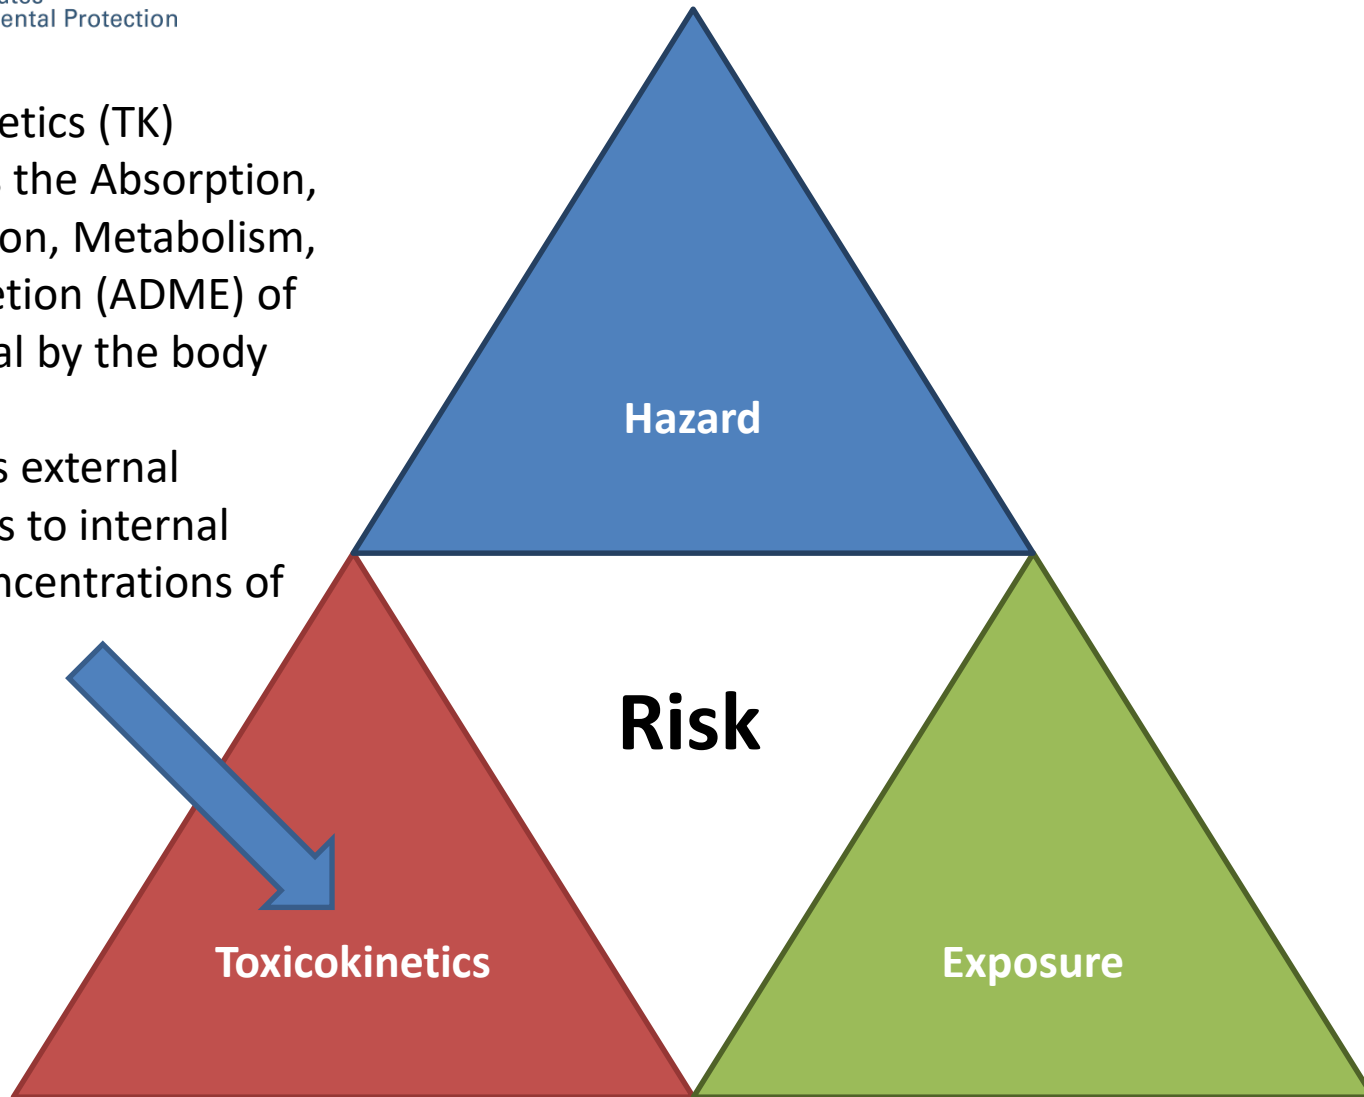 ental Protection
etics (TK)
s the Absorption,
on, Metabolism,
etion (ADME) of
al by the body
s external
s to internal
ncentrations of
Hazard
Risk
Toxicokinetics
Exposure